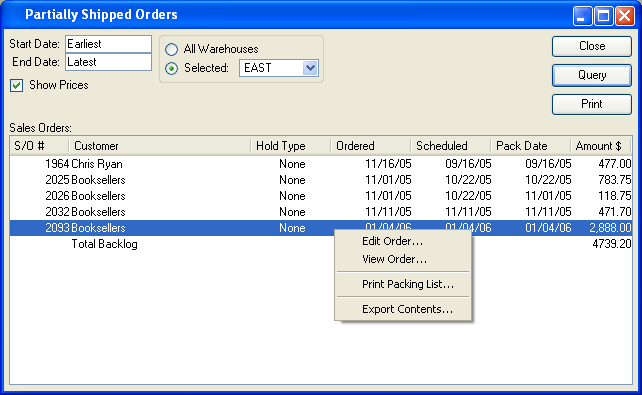 Partially Shipped Orders
Start Date: Earliest
End Date: Latest
Show Prices
All Warehouses
Selected: EAST
Close
Query
Print
Sales Orders:
S/O # Customer Hold Type Ordered Scheduled Pack Date Amount $
1964 Chris Ryan None 11/16/05 09/16/05 09/16/05 477.00
2025 Booksellers None 11/01/05 10/22/05 10/22/05 783.75
2026 Booksellers None 11/01/05 10/22/05 11/01/05 118.75
2032 Booksellers None 11/11/05 11/11/05 11/11/05 471.70
2093 Booksellers None 01/04/06 01/04/06 01/04/06 2,888.00
Total Backlog 4739.20
Edit Order...
View Order...
Print Packing List...
Export Contents...